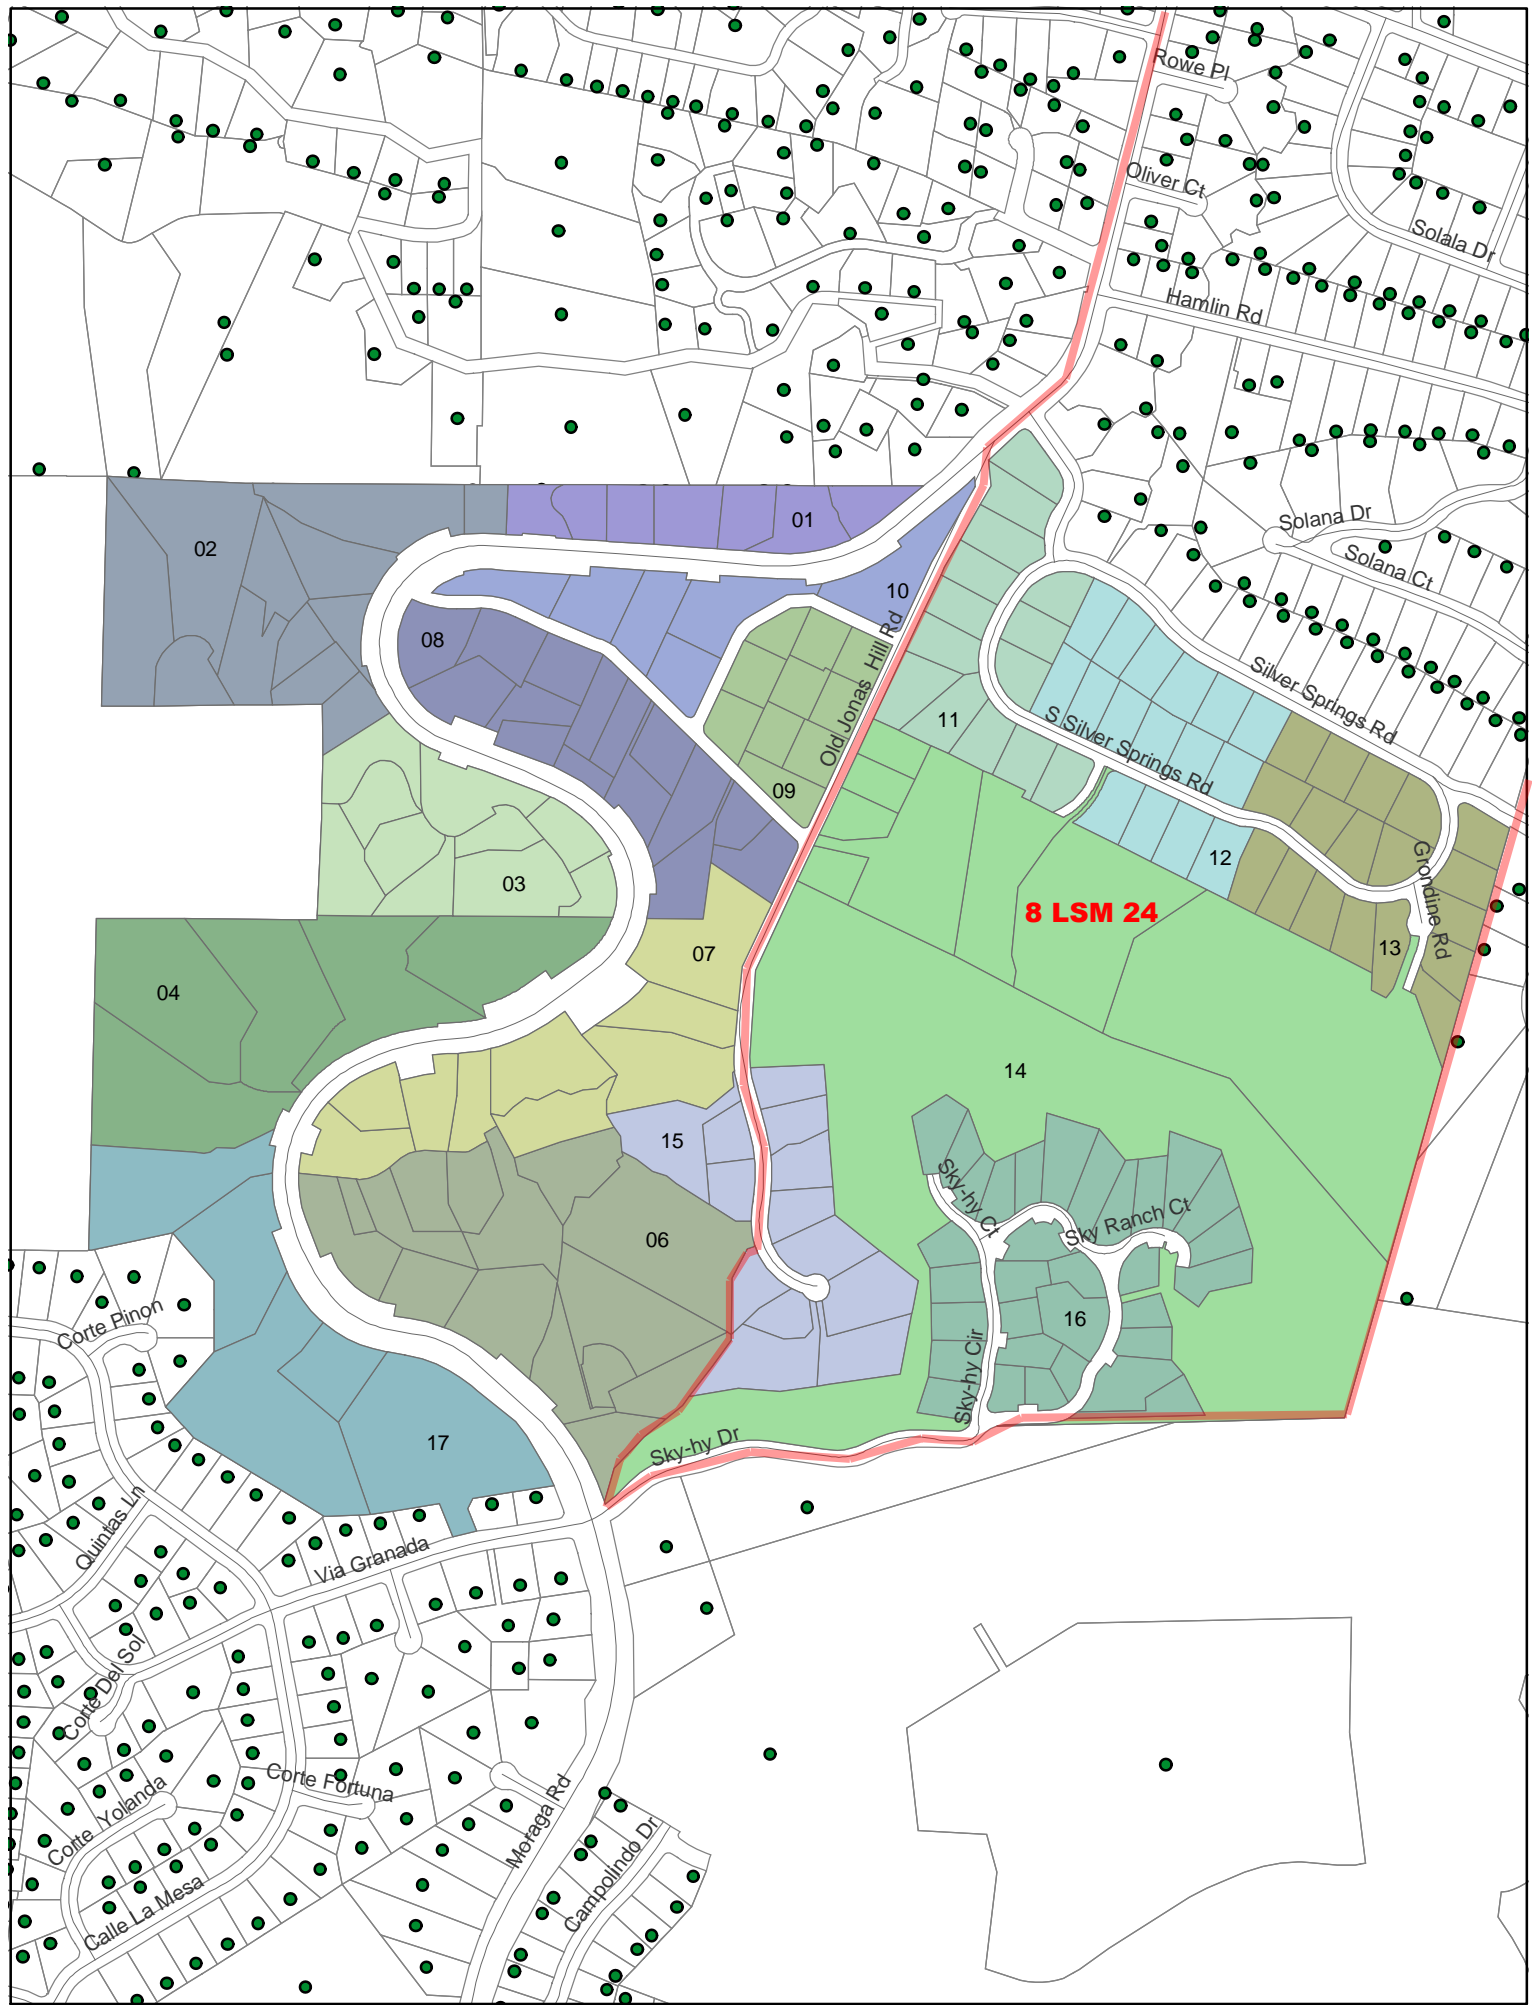 Rowe Pl
Oliver Ct
Solala Dr
Hamlin Rd
Solana Dr
Solana Ct
01
02
10
08
Old Jonas Hill Rd
Silver Springs Rd
11
S Silver Springs Rd
09
12
Grondine Rd
03
8 LSM 24
13
07
04
14
15
Sky-hy Ct
Sky Ranch Ct
06
16
Corte Pinon
Sky-hy Cir
17
Sky-hy Dr
Quintas Ln
Via Granada
Corte Del Sol
Corte Fortuna
Corte Yolanda
Moraga Rd
Campolindo Dr
Calle La Mesa